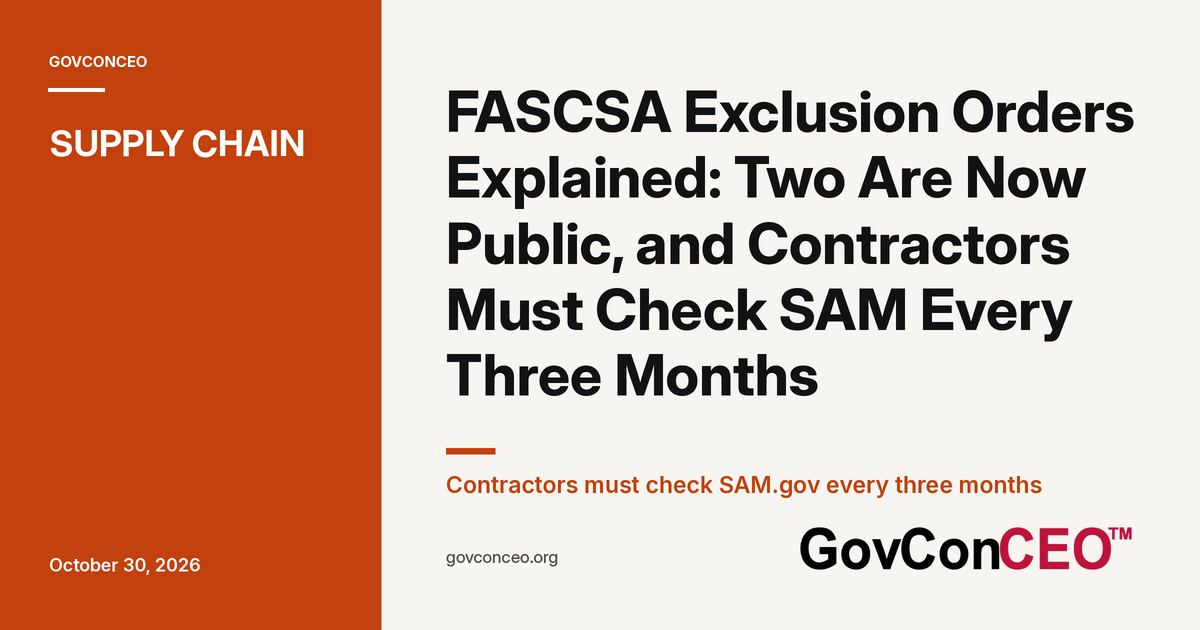 GOVCONCEO
SUPPLY CHAIN
October 30, 2026
FASCSA Exclusion Orders
Explained: Two Are Now
Public, and Contractors
Must Check SAM Every
Three Months
Contractors must check SAM.gov every three months
govconceo.org
GovConCEO™